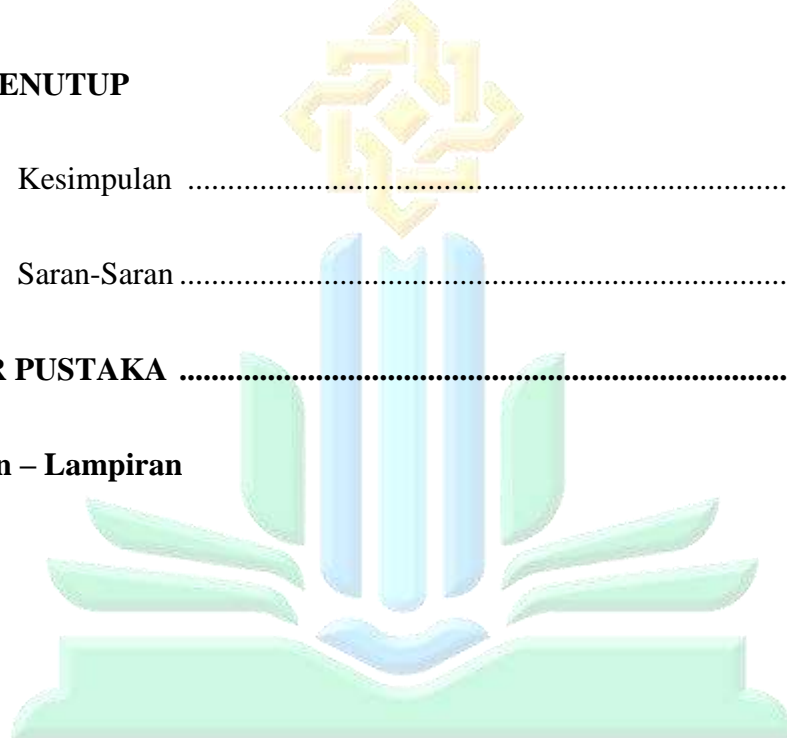 ENUTUP
Kesimpulan ............................................................................
Saran-Saran .............................................................................
R PUSTAKA ..............................................................................
n – Lampiran